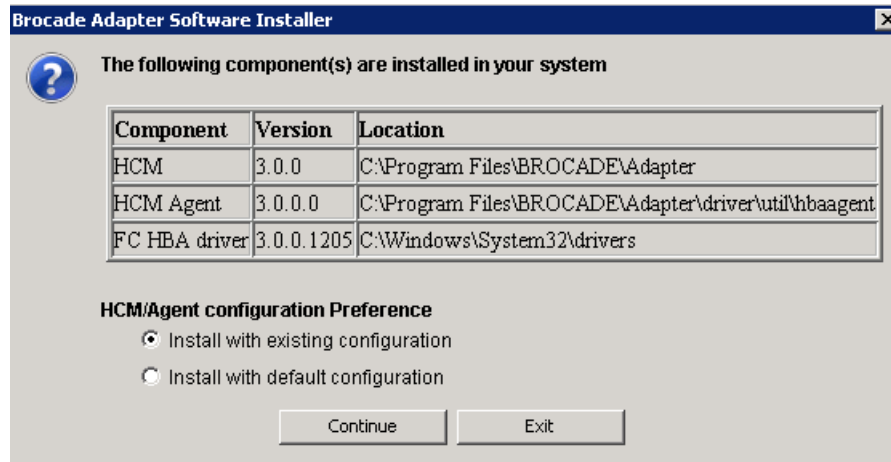 Brocade Adapter Software Installer
The following component(s) are installed in your system
Component Version Location
HCM 3.0.0 C:\Program Files\BROCADE\Adapter
HCM Agent 3.0.0.0 C:\Program Files\BROCADE\Adapter\driver\util\hbaagent
FC HBA driver 3.0.0.1205 C:\Windows\System32\drivers
HCM/Agent configuration Preference
Install with existing configuration
Install with default configuration
Continue Exit